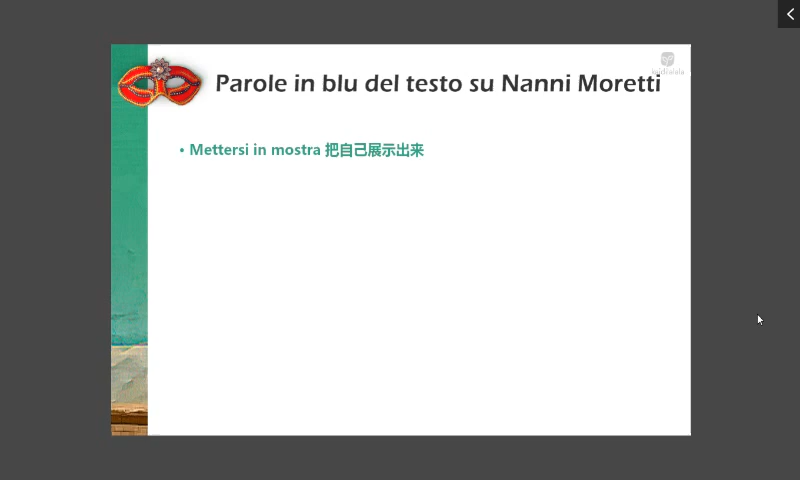 Parole in blu del testo su Nanni Moretti
• Mettersi in mostra 把自己展示出来